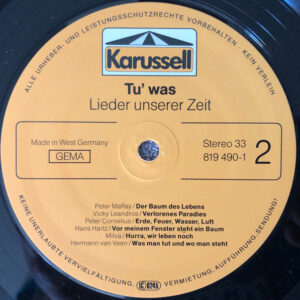 ALLE URHEBER- UND LEISTUNGSSCHUTZRECHTE VORBEHALTEN · KEIN VERLEIH
Karussell
Tu' was
Lieder unserer Zeit
Made in West Germany
GEMA
Stereo 33
819 490-1
2
Peter Maffay / Der Baum des Lebens
Vicky Leandros / Verlorenes Paradies
Peter Cornelius / Erde, Feuer, Wasser, Luft
Hans Hartz / Vor meinem Fenster steht ein Baum
Milva / Hurra, wir leben noch
Hermann van Veen / Was man tut und wo man steht
KEINE UNERLAUBTE VERVIELFÄLTIGUNG, VERMIETUNG, AUFFÜHRUNG, SENDUNG!